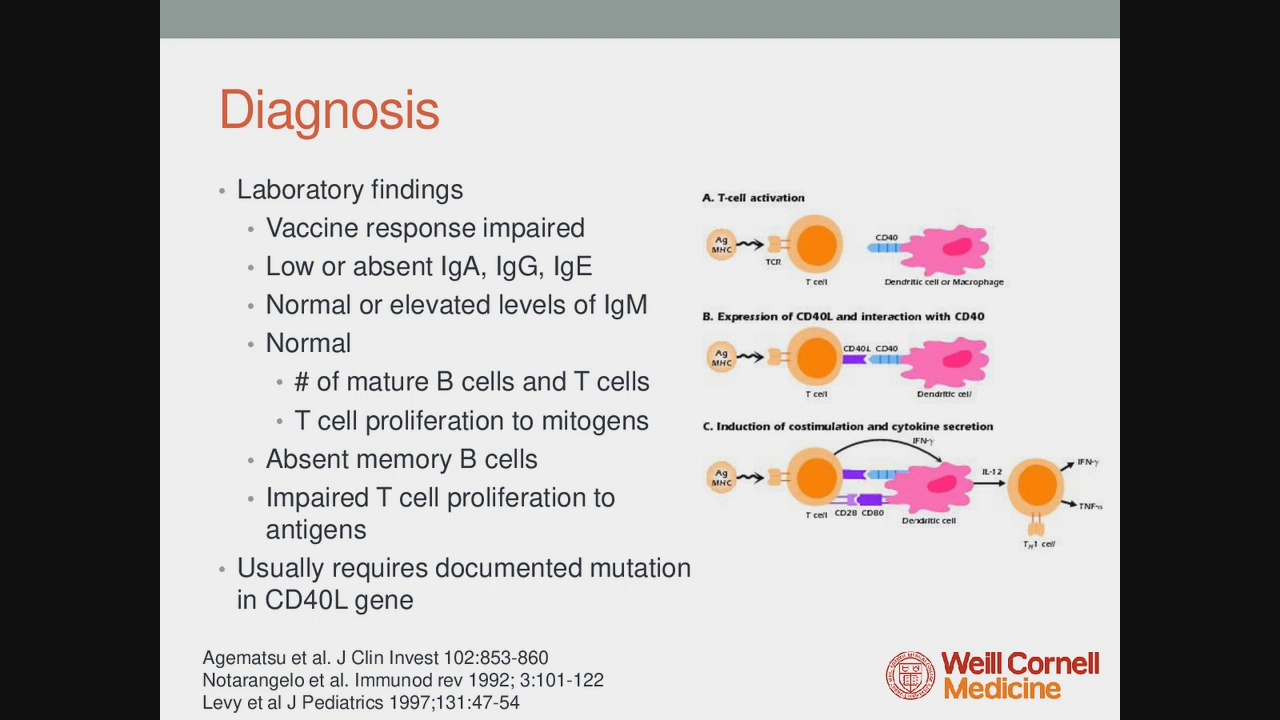 Diagnosis
• Laboratory findings
• Vaccine response impaired
• Low or absent IgA, IgG, IgE
• Normal or elevated levels of IgM
• Normal
• # of mature B cells and T cells
• T cell proliferation to mitogens
• Absent memory B cells
• Impaired T cell proliferation to
antigens
• Usually requires documented mutation
in CD40L gene
A. T-cell activation
Ag
MHC
TCR
T cell
CD40
Dendritic cell or Macrophage
B. Expression of CD40L and interaction with CD40
Ag
MHC
T cell
CD40L CD40
Dendritic cell
C. Induction of costimulation and cytokine secretion
IFN-γ
Ag
MHC
T cell
CD28 CD80
Dendritic cell
IL-12
IFN-γ
TNF-α
TH1 cell
Agematsu et al. J Clin Invest 102:853-860
Notarangelo et al. Immunod rev 1992; 3:101-122
Levy et al J Pediatrics 1997;131:47-54
Weill Cornell
Medicine